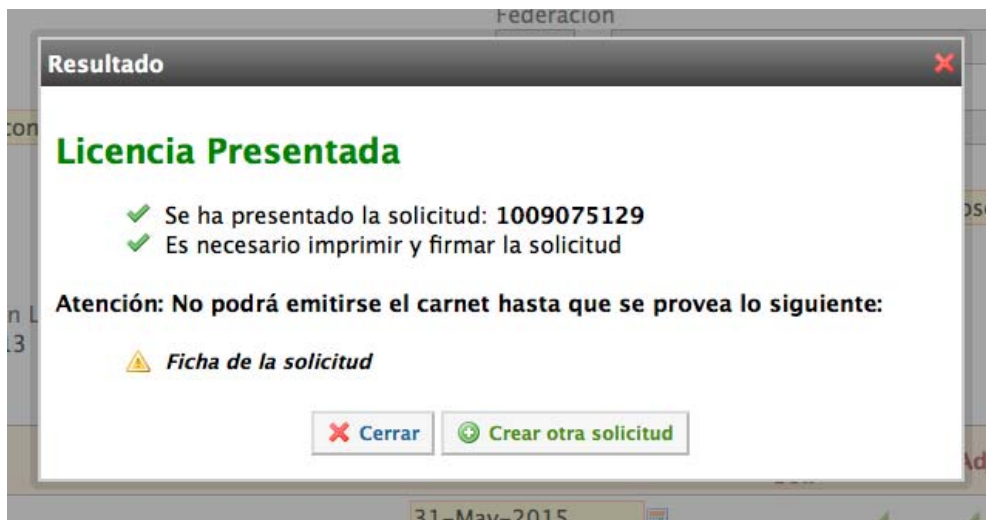 Federación
Resultado
Licencia Presentada
Se ha presentado la solicitud: 1009075129
Es necesario imprimir y firmar la solicitud
Atención: No podrá emitirse el carnet hasta que se provea lo siguiente:
Ficha de la solicitud
Cerrar
Crear otra solicitud
31-May-2015